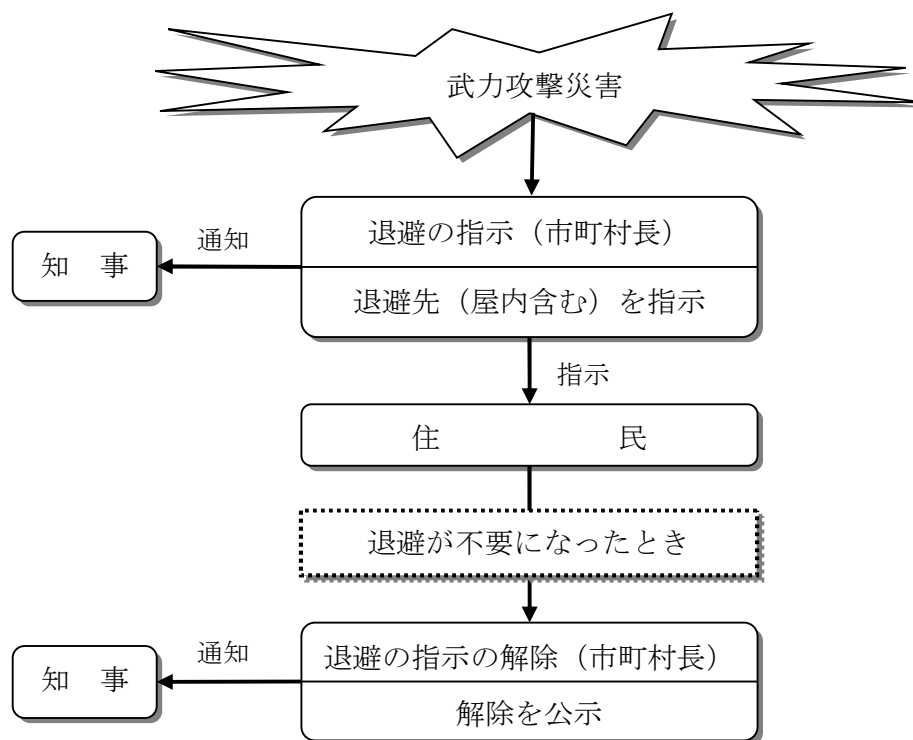 武力攻撃災害
退避の指示（市町村長）
通知
知　事
退避先（屋内含む）を指示
指示
住　　　　　民
退避が不要になったとき
退避の指示の解除（市町村長）
通知
知　事
解除を公示